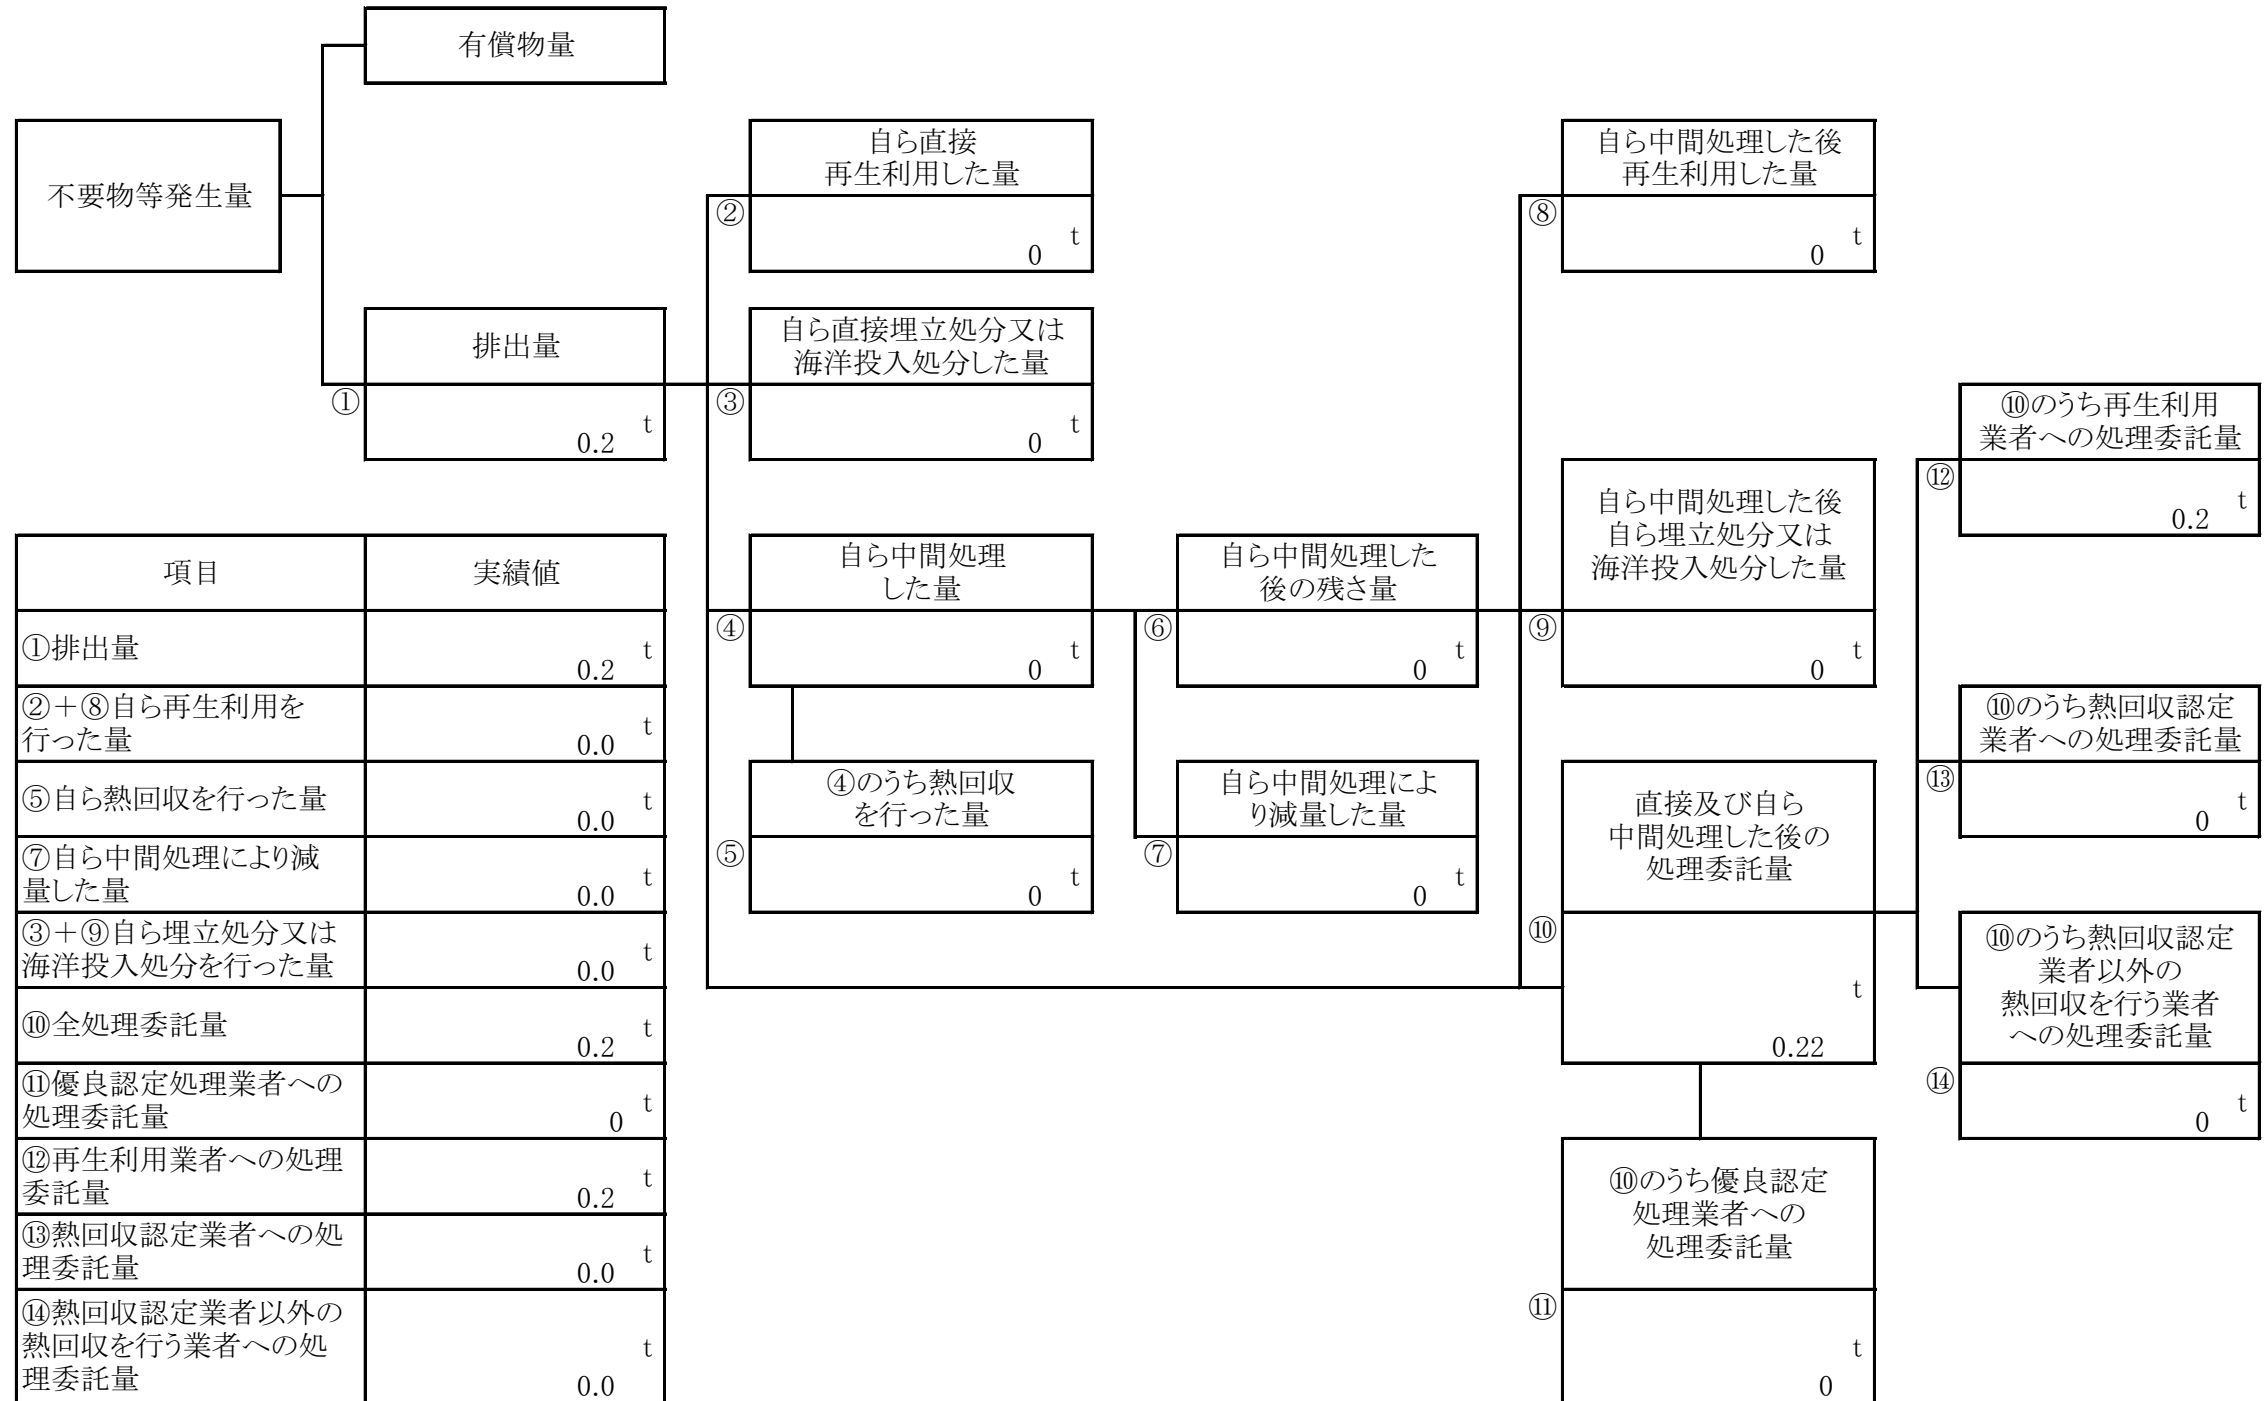 有償物量
不要物等発生量
排出量
①
t
0.2
自ら直接
再生利用した量
②
t
0
自ら直接埋立処分又は
海洋投入処分した量
③
t
0
自ら中間処理
した量
④
t
0
④のうち熱回収
を行った量
⑤
t
0
自ら中間処理した
後の残さ量
⑥
t
0
自ら中間処理によ
り減量した量
⑦
t
0
自ら中間処理した後
再生利用した量
⑧
t
0
自ら中間処理した後
自ら埋立処分又は
海洋投入処分した量
⑨
t
0
直接及び自ら
中間処理した後の
処理委託量
⑩
t
0.22
⑩のうち優良認定
処理業者への
処理委託量
⑪
t
0
⑩のうち再生利用
業者への処理委託量
⑫
t
0.2
⑩のうち熱回収認定
業者への処理委託量
⑬
t
0
⑩のうち熱回収認定
業者以外の
熱回収を行う業者
への処理委託量
⑭
t
0
項目 実績値
①排出量
t
0.2
②+⑧自ら再生利用を
行った量
t
0.0
⑤自ら熱回収を行った量
t
0.0
⑦自ら中間処理により減
量した量
t
0.0
③+⑨自ら埋立処分又は
海洋投入処分を行った量
t
0.0
⑩全処理委託量
t
0.2
⑪優良認定処理業者への
処理委託量
t
0
⑫再生利用業者への処理
委託量
t
0.2
⑬熱回収認定業者への処
理委託量
t
0.0
⑭熱回収認定業者以外の
熱回収を行う業者への処
理委託量
t
0.0